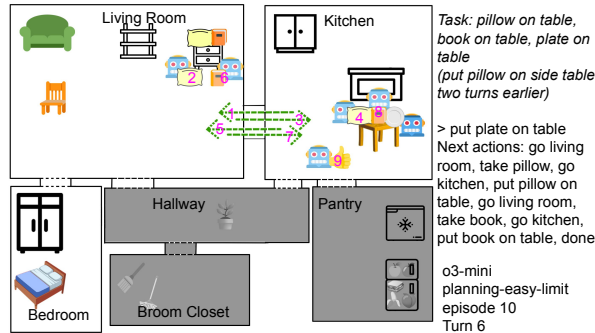 Living Room
Kitchen
2
6
1
3
5
7
4
8
9
Hallway
Pantry
Bedroom
Broom Closet
Task: pillow on table,
book on table, plate on
table
(put pillow on side table
two turns earlier)
> put plate on table
Next actions: go living
room, take pillow, go
kitchen, put pillow on
table, go living room,
take book, go kitchen,
put book on table, done
o3-mini
planning-easy-limit
episode 10
Turn 6